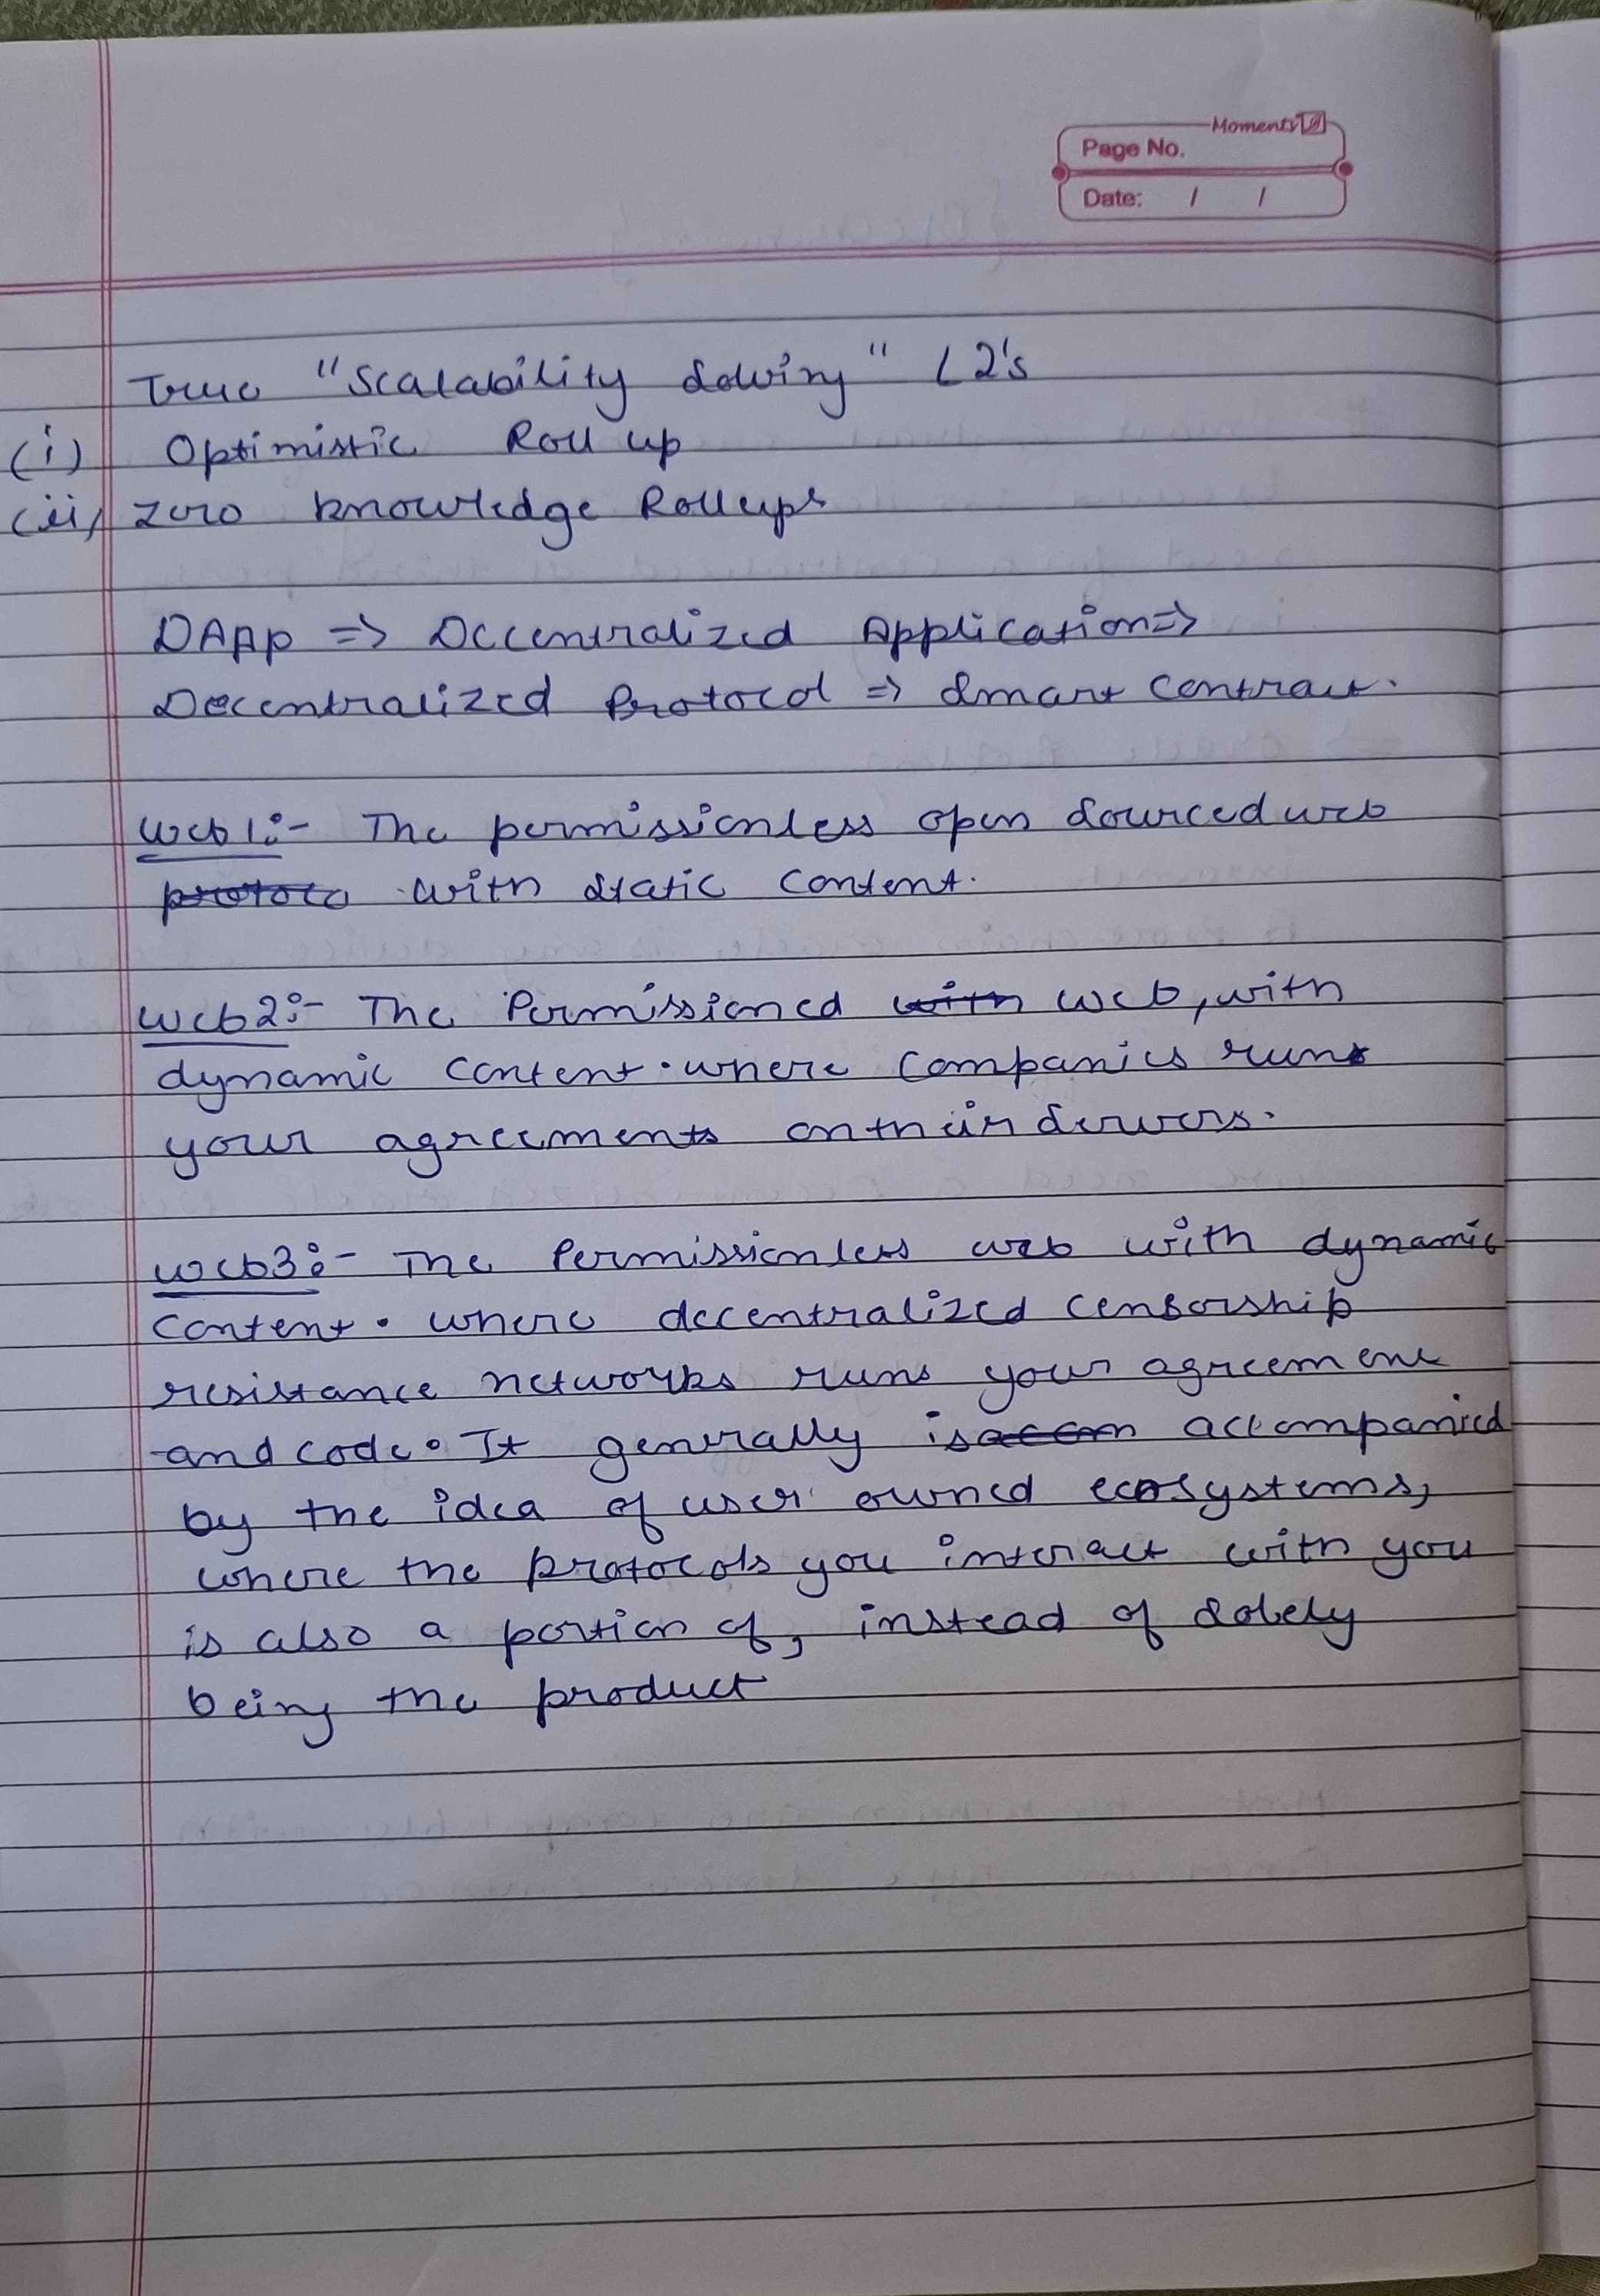 Moments
Page No.
Date: / /
True "Scalability Solving" L2's
(i) Optimistic Roll up
(ii) zero knowledge Rollups
DApp => Decentralized Application =>
Decentralized Protocol => Smart Contract.
Web1:- The permissionless open sourced web
protoco with static content.
Web2:- The Permissioned with web, with
dynamic content. where companies runs
your agreements on their servers.
Web3:- The Permissionless web with dynamic
content. where decentralized censorship
resistance networks runs your agreement
and code. It generally is accom accompanied
by the idea of user owned ecosystems,
where the protocols you interact with you
is also a portion of, instead of solely
being the product